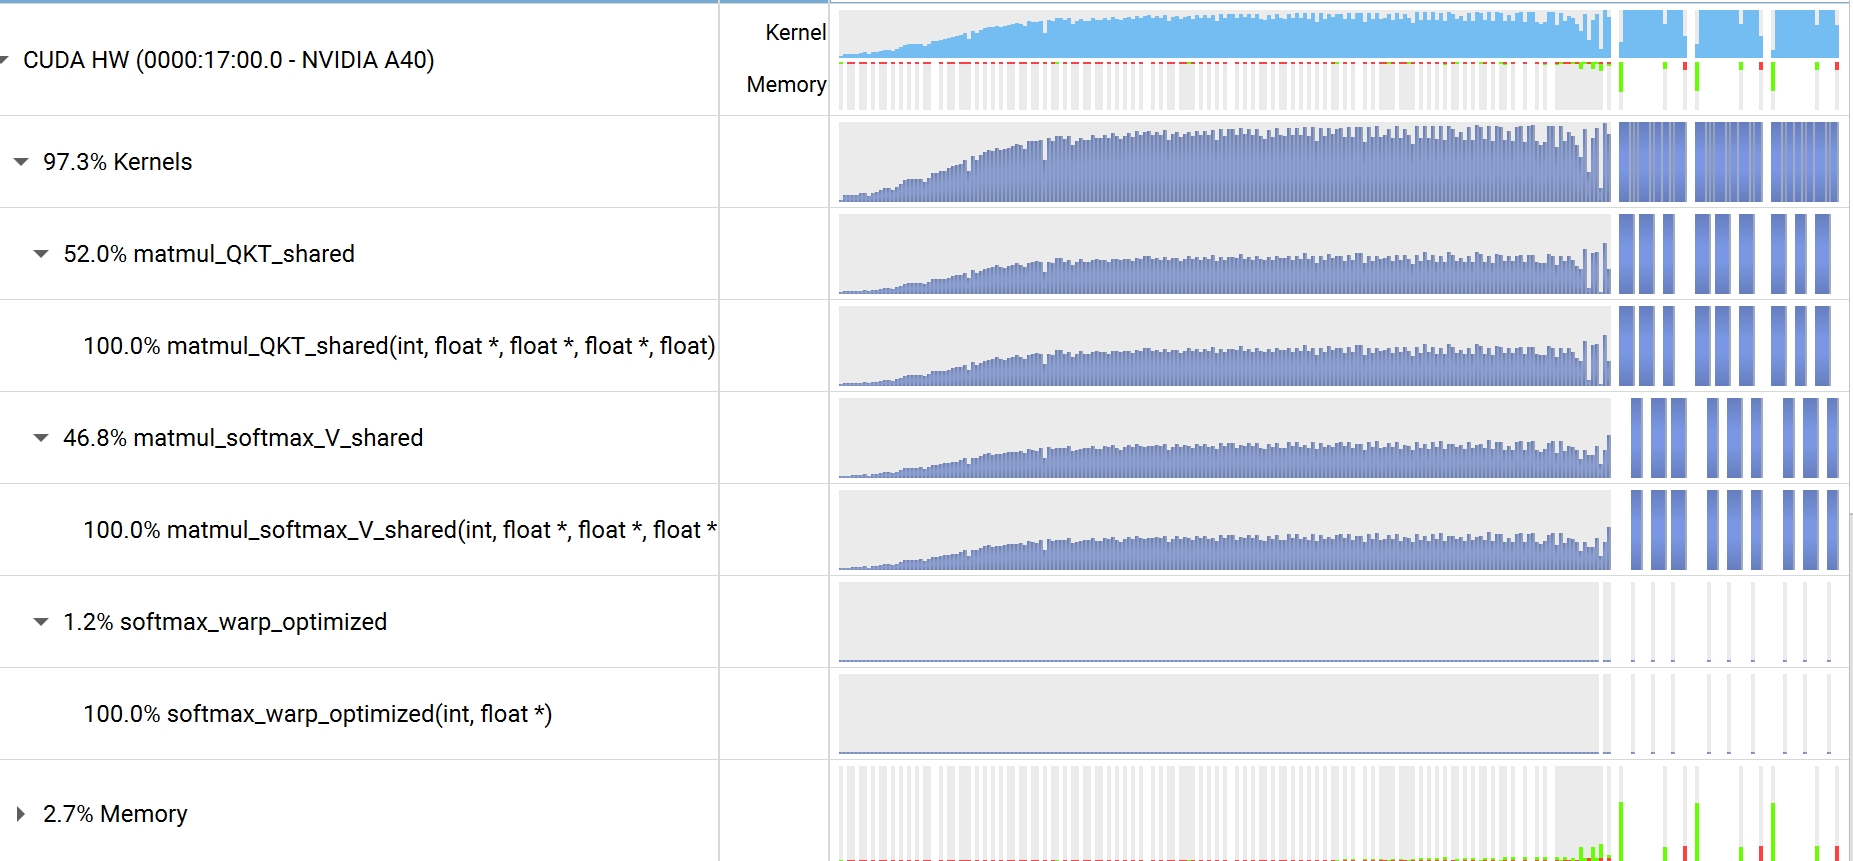 Kernel
CUDA HW (0000:17:00.0 - NVIDIA A40)
Memory
97.3% Kernels
52.0% matmul_QKT_shared
100.0% matmul_QKT_shared(int, float *, float *, float *, float)
46.8% matmul_softmax_V_shared
100.0% matmul_softmax_V_shared(int, float *, float *, float *
1.2% softmax_warp_optimized
100.0% softmax_warp_optimized(int, float *)
2.7% Memory